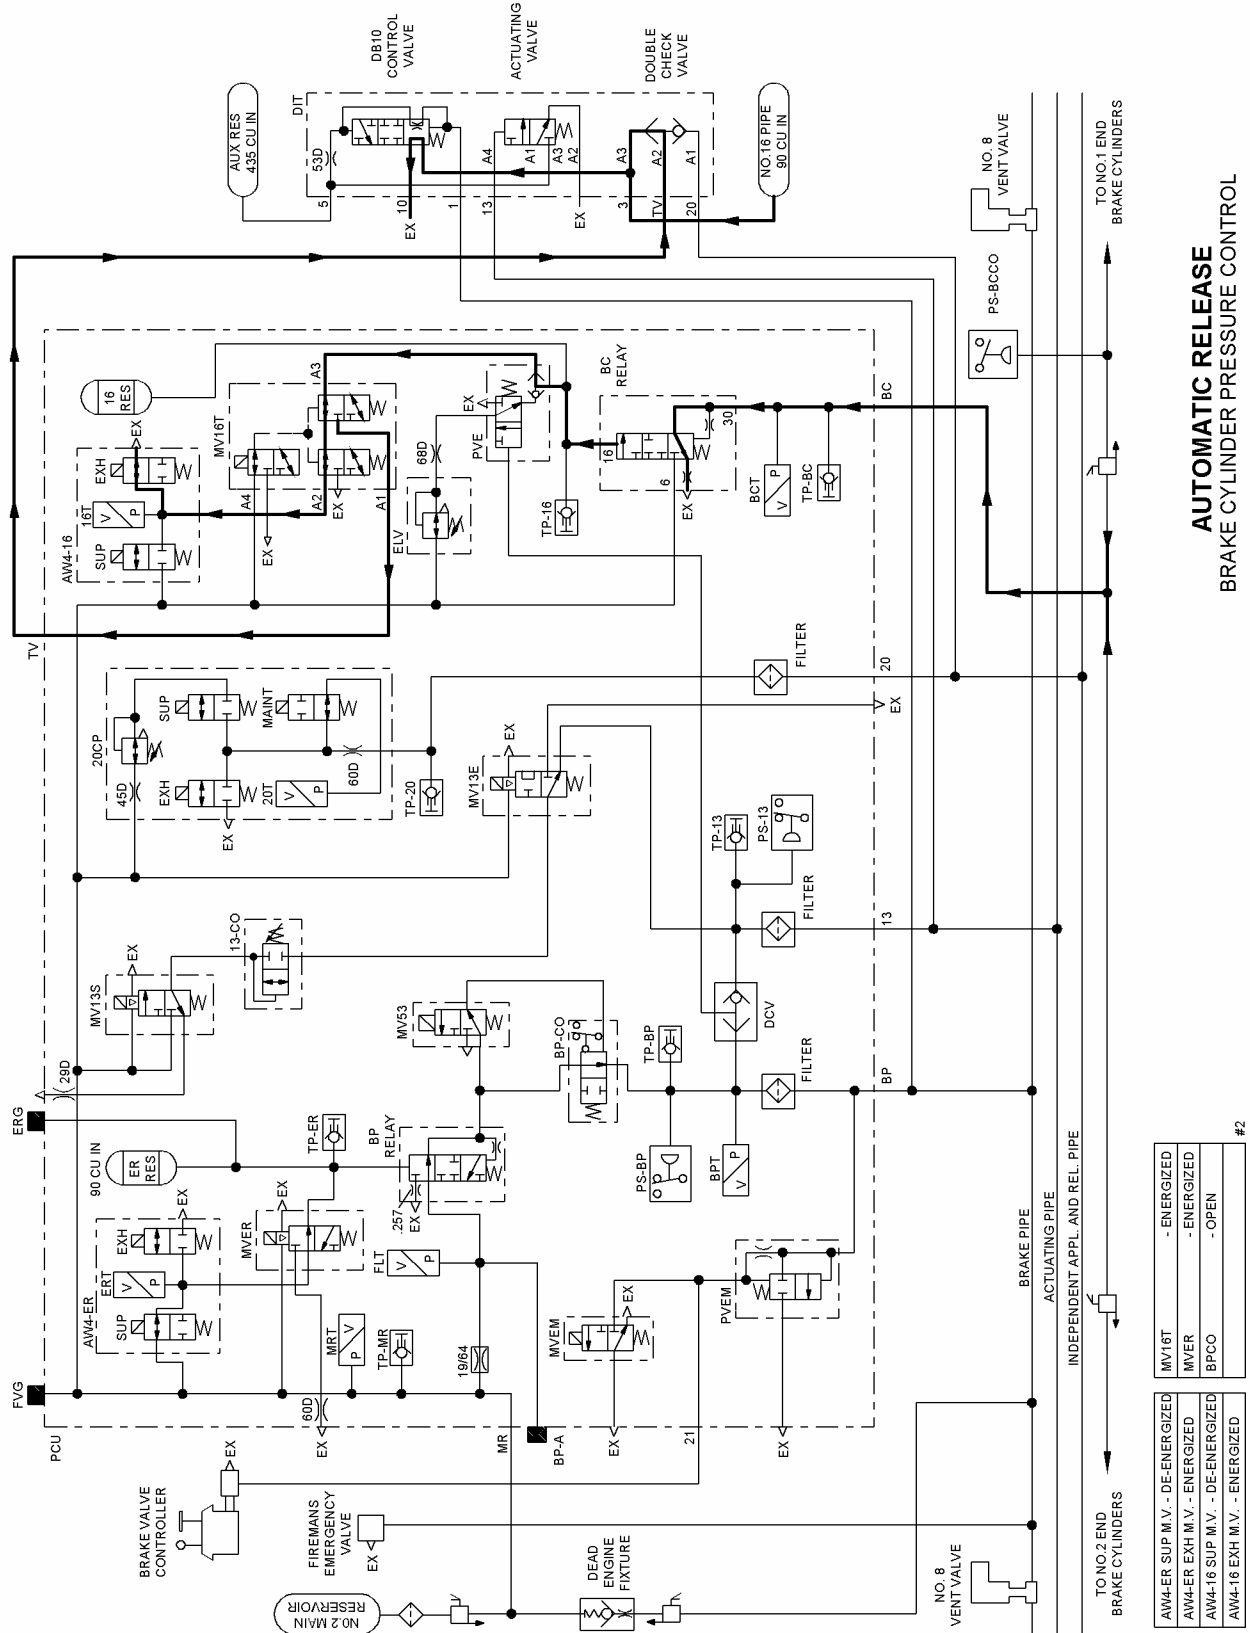 AUX RES
435 CU IN
DIT
DB10
CONTROL
VALVE
ACTUATING
VALVE
DOUBLE
CHECK
VALVE
53D
5
10
EX
1
13
A4
A1
A3
A2
EX
3
TV
20
A3
A2
A1
NO.16 PIPE
90 CU IN
NO. 8
VENT VALVE
TO NO.1 END
BRAKE CYLINDERS
PS-BCCO
16
RES
AW4-16
EXH
EX
16T
V
P
SUP
MV16T
A3
A4
A2
A1
EX
EX
ELV
68D
PVE
EX
TP-16
BC
RELAY
16
6
30
EX
BCT
V
P
TP-BC
BC
TV
20CP
45D
SUP
MAINT
EXH
EX
20T
V
P
60D
TP-20
MV13E
EX
FILTER
20
EX
MV13S
EX
13-CO
29D
TP-13
PS-13
FILTER
13
DCV
MV53
BP-CO
TP-BP
FILTER
BP
PS-BP
BPT
V
P
ERG
90 CU IN
ER
RES
TP-ER
BP
RELAY
.257
EX
AW4-ER
EXH
EX
ERT
V
P
SUP
MVER
EX
FLT
V
P
MRT
V
P
TP-MR
19/64
60D
EX
MVEM
EX
EX
PVEM
EX
FVG
PCU
MR
BP-A
21
BRAKE VALVE
CONTROLLER
EX
FIREMANS
EMERGENCY
VALVE
EX
N0.2 MAIN
RESERVOIR
DEAD
ENGINE
FIXTURE
NO. 8
VENT VALVE
TO NO.2 END
BRAKE CYLINDERS
BRAKE PIPE
ACTUATING PIPE
INDEPENDENT APPL. AND REL. PIPE
AUTOMATIC RELEASE
BRAKE CYLINDER PRESSURE CONTROL
AW4-ER SUP M.V. - DE-ENERGIZED
AW4-ER EXH M.V. - ENERGIZED
AW4-16 SUP M.V. - DE-ENERGIZED
AW4-16 EXH M.V. - ENERGIZED
MV16T - ENERGIZED
MVER - ENERGIZED
BPCO - OPEN
#2